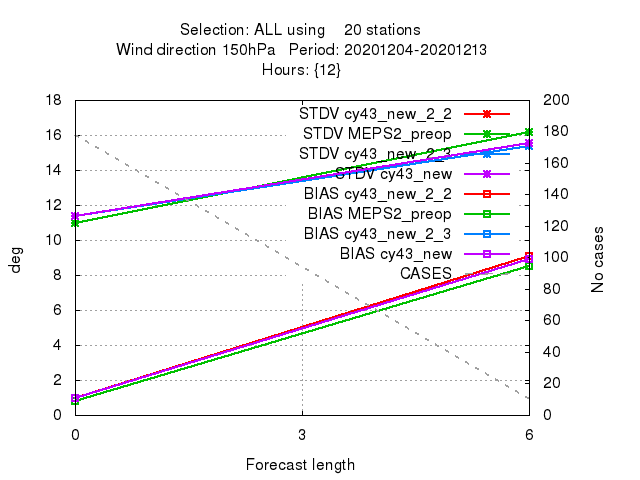 Selection: ALL using 20 stations
Wind direction 150hPa Period: 20201204-20201213
Hours: {12}
18 200
STDV cy43_new_2_2
16 180
STDV MEPS2_preop
STDV cy43_new_2_3
14 160
STDV cy43_new
BIAS cy43_new_2_2
12 140
BIAS MEPS2_preop
120
BIAS cy43_new_2_3
10
BIAS cy43_new
100
CASES
8
80
6
60
4
40
2
20
0 0
deg
No cases
0 3 6
Forecast length